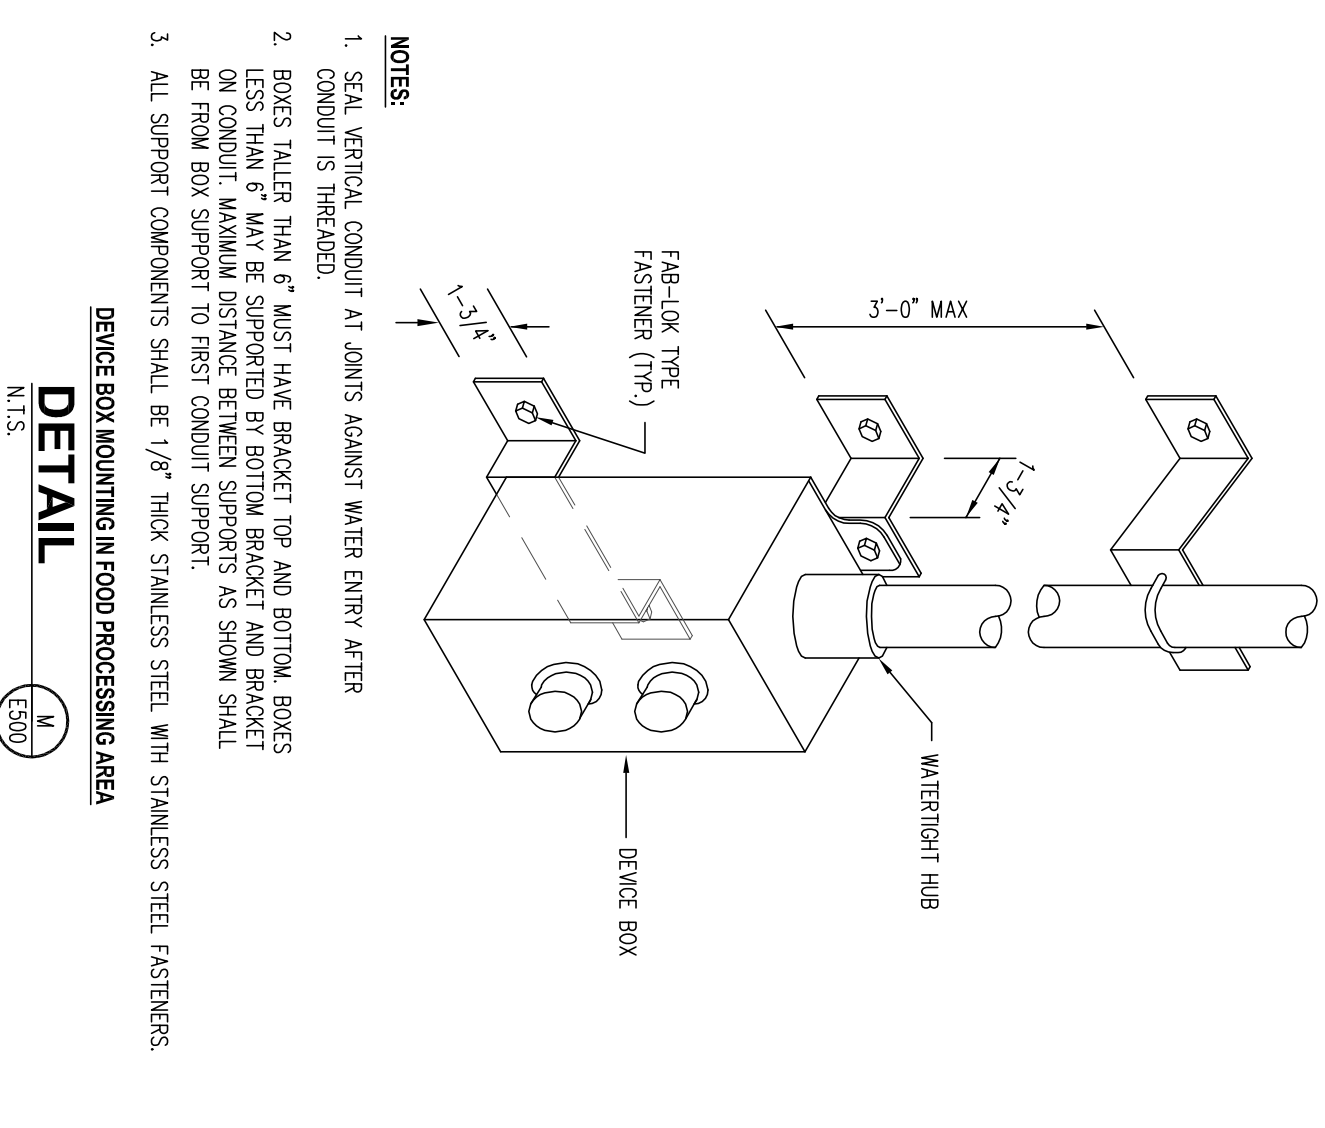 3'-0" MAX
1-3/4"
WATERTIGHT HUB
FAB-LOK TYPE
FASTENER (TYP.)
DEVICE BOX
1-3/4"
NOTES:
1. SEAL VERTICAL CONDUIT AT JOINTS AGAINST WATER ENTRY AFTER
CONDUIT IS THREADED.
2. BOXES TALLER THAN 6" MUST HAVE BRACKET TOP AND BOTTOM. BOXES
LESS THAN 6" MAY BE SUPPORTED BY BOTTOM BRACKET AND BRACKET
ON CONDUIT. MAXIMUM DISTANCE BETWEEN SUPPORTS AS SHOWN SHALL
BE FROM BOX SUPPORT TO FIRST CONDUIT SUPPORT.
3. ALL SUPPORT COMPONENTS SHALL BE 1/8" THICK STAINLESS STEEL WITH STAINLESS STEEL FASTENERS.
DEVICE BOX MOUNTING IN FOOD PROCESSING AREA
DETAIL
N.T.S.
M
E500